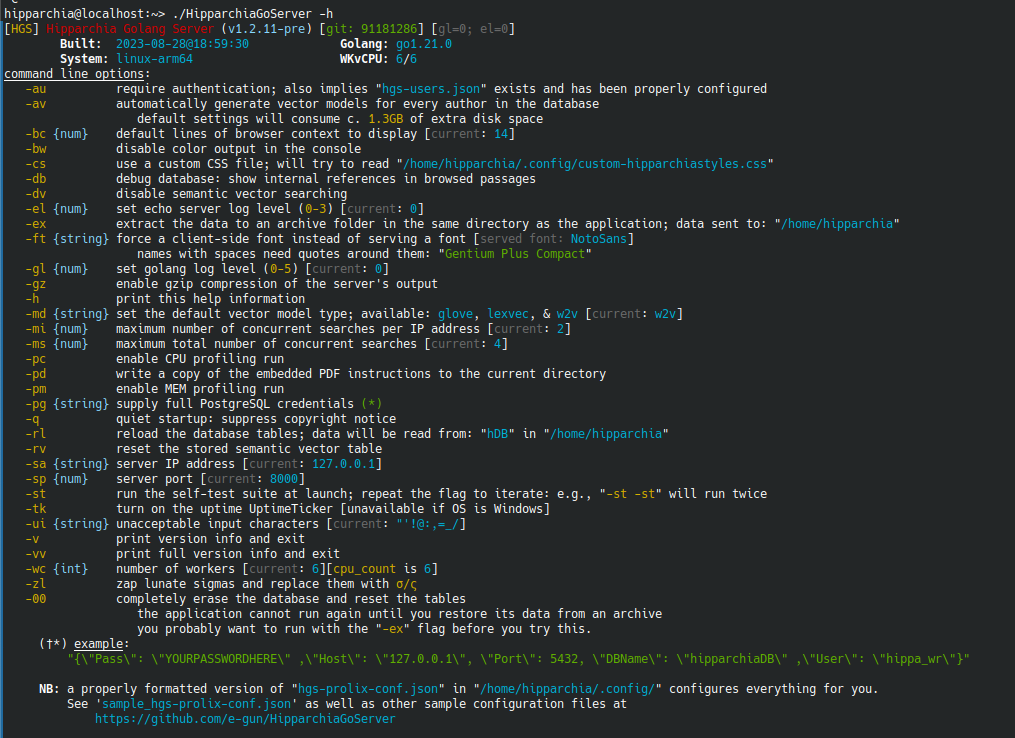 hipparchia@localhost:~> ./HipparchiaGoServer -h
[HGS] Hipparchia Golang Server (v1.2.11-pre) [git: 91181286] [gl=0; el=0]
Built: 2023-08-28@18:59:30 Golang: go1.21.0
System: linux-arm64 WKvCPU: 6/6
command line options:
-au require authentication; also implies "hgs-users.json" exists and has been properly configured
-av automatically generate vector models for every author in the database
default settings will consume c. 1.3GB of extra disk space
-bc {num} default lines of browser context to display [current: 14]
-bw disable color output in the console
-cs use a custom CSS file; will try to read "/home/hipparchia/.config/custom-hipparchiastyles.css"
-db debug database: show internal references in browsed passages
-dv disable semantic vector searching
-el {num} set echo server log level (0-3) [current: 0]
-ex extract the data to an archive folder in the same directory as the application; data sent to: "/home/hipparchia"
-ft {string} force a client-side font instead of serving a font [served font: NotoSans]
names with spaces need quotes around them: "Gentium Plus Compact"
-gl {num} set golang log level (0-5) [current: 0]
-gz enable gzip compression of the server's output
-h print this help information
-md {string} set the default vector model type; available: glove, lexvec, & w2v [current: w2v]
-mi {num} maximum number of concurrent searches per IP address [current: 2]
-ms {num} maximum total number of concurrent searches [current: 4]
-pc enable CPU profiling run
-pd write a copy of the embedded PDF instructions to the current directory
-pm enable MEM profiling run
-pg {string} supply full PostgreSQL credentials (*)
-q quiet startup: suppress copyright notice
-rl reload the database tables; data will be read from: "hDB" in "/home/hipparchia"
-rv reset the stored semantic vector table
-sa {string} server IP address [current: 127.0.0.1]
-sp {num} server port [current: 8000]
-st run the self-test suite at launch; repeat the flag to iterate: e.g., "-st -st" will run twice
-tk turn on the uptime UptimeTicker [unavailable if OS is Windows]
-ui {string} unacceptable input characters [current: "'!@:,=_/]
-v print version info and exit
-vv print full version info and exit
-wc {int} number of workers [current: 6][cpu_count is 6]
-zl zap lunate sigmas and replace them with σ/ς
-00 completely erase the database and reset the tables
the application cannot run again until you restore its data from an archive
you probably want to run with the "-ex" flag before you try this.
(†*) example:
"{\"Pass\": \"YOURPASSWORDHERE\" ,\"Host\": \"127.0.0.1\", \"Port\": 5432, \"DBName\": \"hipparchiaDB\" ,\"User\": \"hippa_wr\"}"
NB: a properly formatted version of "hgs-prolix-conf.json" in "/home/hipparchia/.config/" configures everything for you.
See 'sample_hgs-prolix-conf.json' as well as other sample configuration files at
https://github.com/e-gun/HipparchiaGoServer